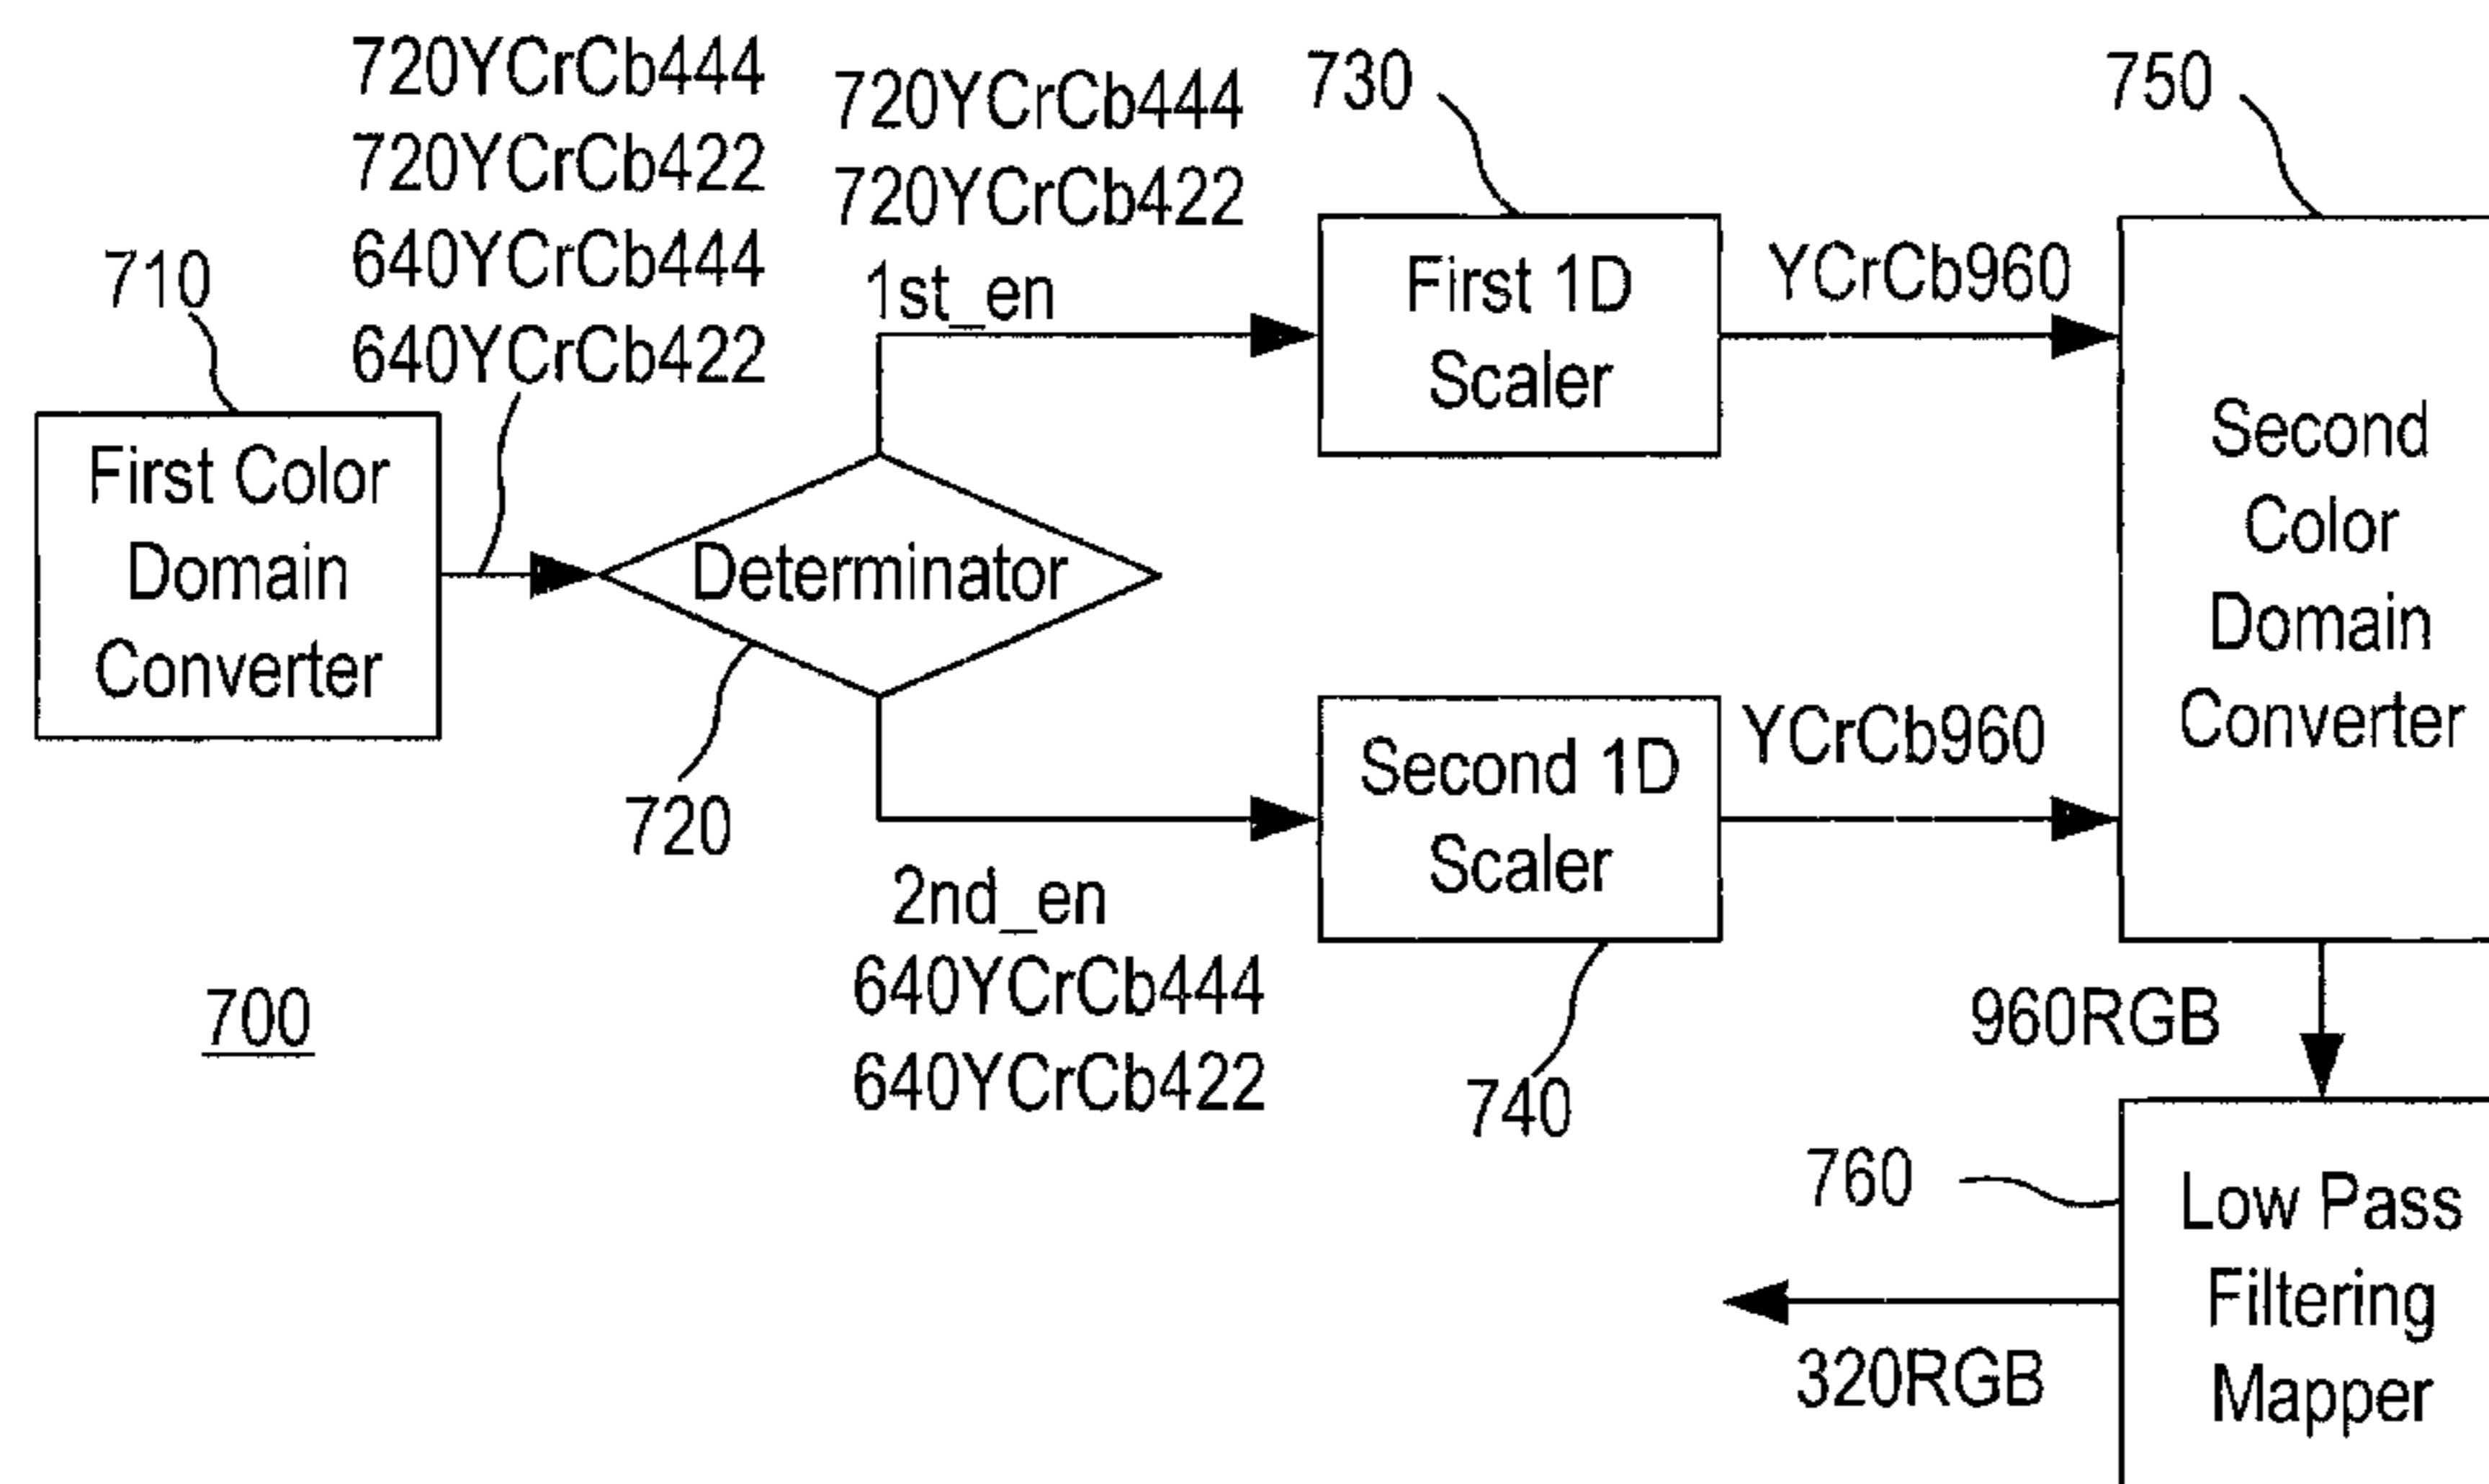 720YCrCb444
720YCrCb422
640YCrCb444
640YCrCb422
720YCrCb444
720YCrCb422
1st_en
710
730
750
First Color
Domain
Converter
Determinator
720
First 1D
Scaler
YCrCb960
Second 1D
Scaler
YCrCb960
740
Second
Color
Domain
Converter
2nd_en
640YCrCb444
640YCrCb422
700
960RGB
760
Low Pass
Filtering
Mapper
320RGB